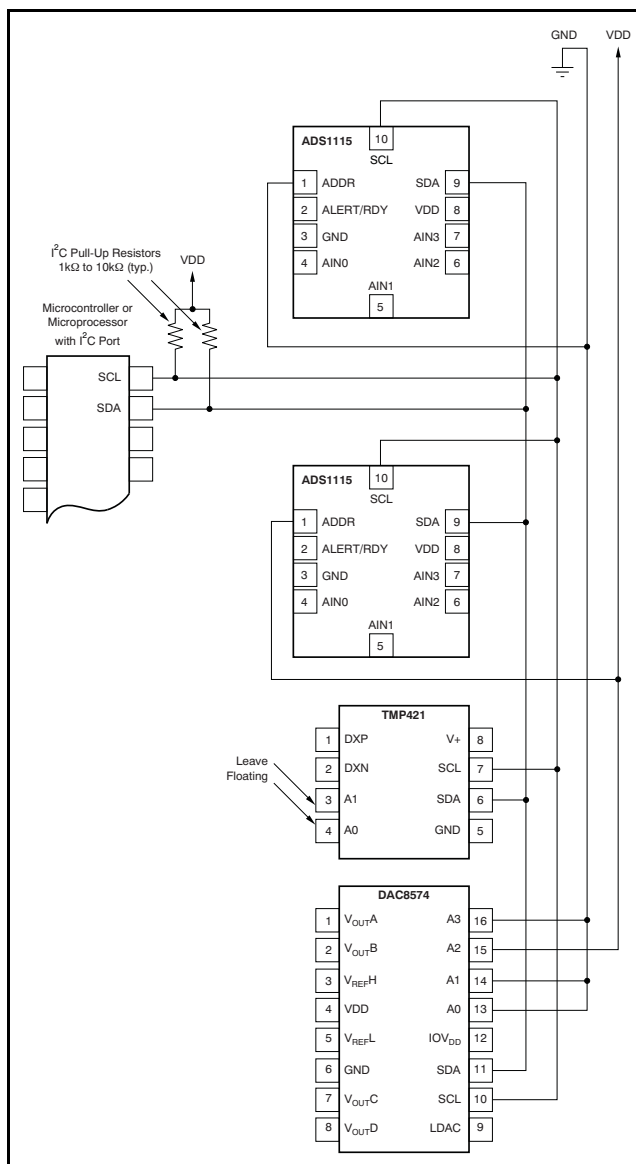 GND VDD
ADS1115
10
SCL
1 ADDR SDA 9
2 ALERT/RDY VDD 8
3 GND AIN3 7
4 AIN0 AIN2 6
AIN1
5
I²C Pull-Up Resistors
1kΩ to 10kΩ (typ.)
VDD
Microcontroller or
Microprocessor
with I²C Port
SCL
SDA
ADS1115
10
SCL
1 ADDR SDA 9
2 ALERT/RDY VDD 8
3 GND AIN3 7
4 AIN0 AIN2 6
AIN1
5
TMP421
1 DXP V+ 8
2 DXN SCL 7
Leave
Floating
3 A1 SDA 6
4 A0 GND 5
DAC8574
1 VOUTA A3 16
2 VOUTB A2 15
3 VREFH A1 14
4 VDD A0 13
5 VREFL IOVDD 12
6 GND SDA 11
7 VOUTC SCL 10
8 VOUTD LDAC 9